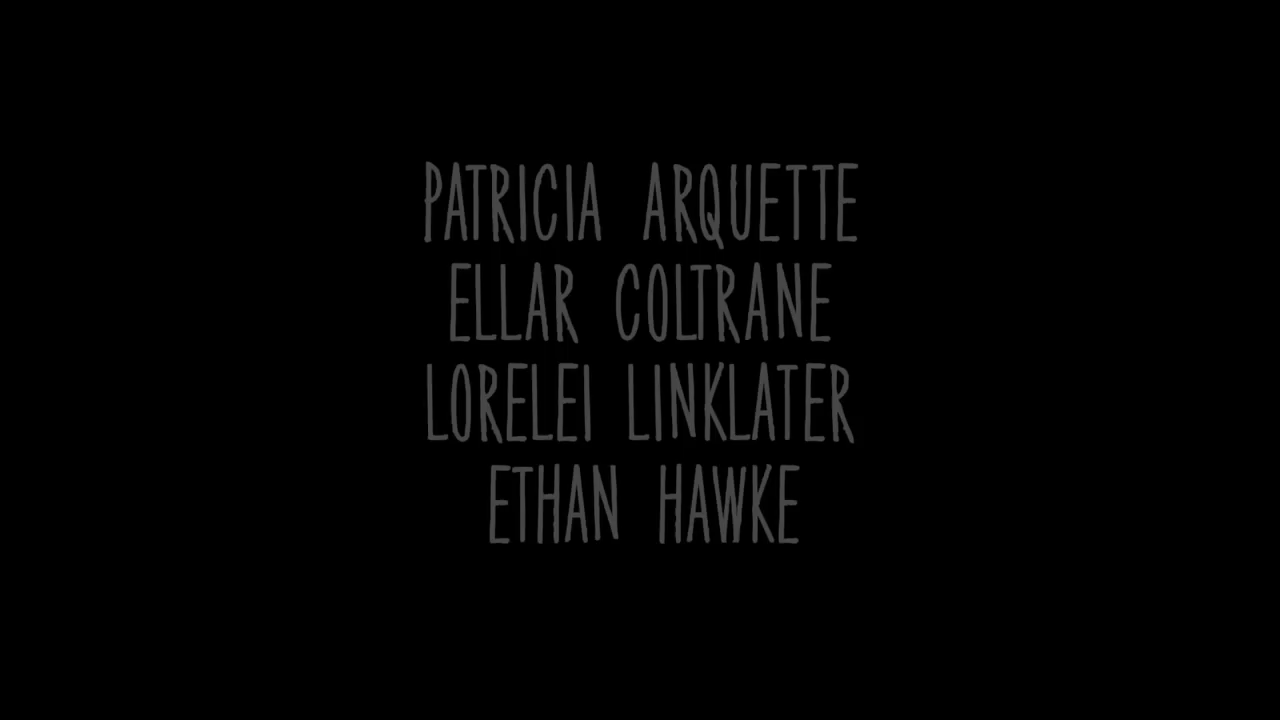 PATRICIA ARQUETTE
ELLAR COLTRANE
LORELEI LINKLATER
ETHAN HAWKE